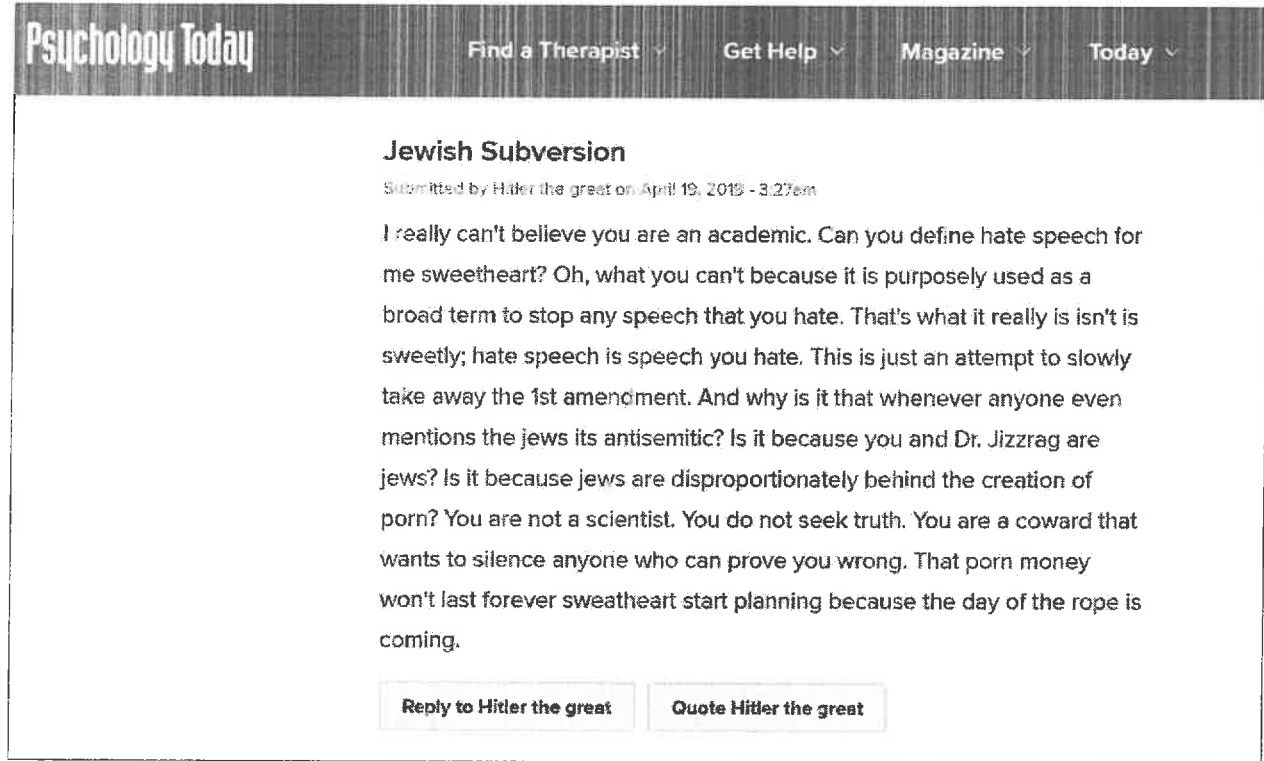 Psychology Today
Find a Therapist
Get Help
Magazine
Today
Jewish Subversion
Submitted by Hitler the great on April 19, 2019 - 3:27am
I really can't believe you are an academic. Can you define hate speech for
me sweetheart? Oh, what you can't because it is purposely used as a
broad term to stop any speech that you hate. That's what it really is isn't is
sweetly; hate speech is speech you hate. This is just an attempt to slowly
take away the 1st amendment. And why is it that whenever anyone even
mentions the jews its antisemitic? Is it because you and Dr. Jizzrag are
jews? Is it because jews are disproportionately behind the creation of
porn? You are not a scientist. You do not seek truth. You are a coward that
wants to silence anyone who can prove you wrong. That porn money
won't last forever sweatheart start planning because the day of the rope is
coming.
Reply to Hitler the great
Quote Hitler the great